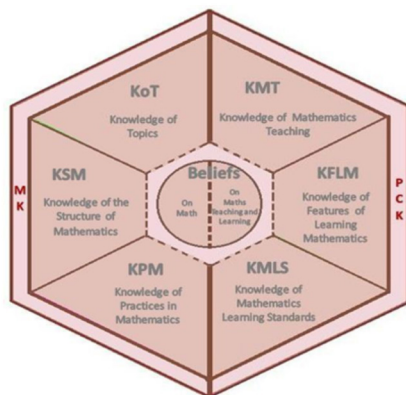 KoT
Knowledge of
Topics
KMT
Knowledge of Mathematics
Teaching
MK
KSM
Knowledge of the
Structure of
Mathematics
Beliefs
On
Math
On
Maths
Teaching and
Learning
KFLM
Knowledge of
Features of
Learning
Mathematics
PCK
KPM
Knowledge of
Practices in
Mathematics
KMLS
Knowledge of
Mathematics
Learning Standards